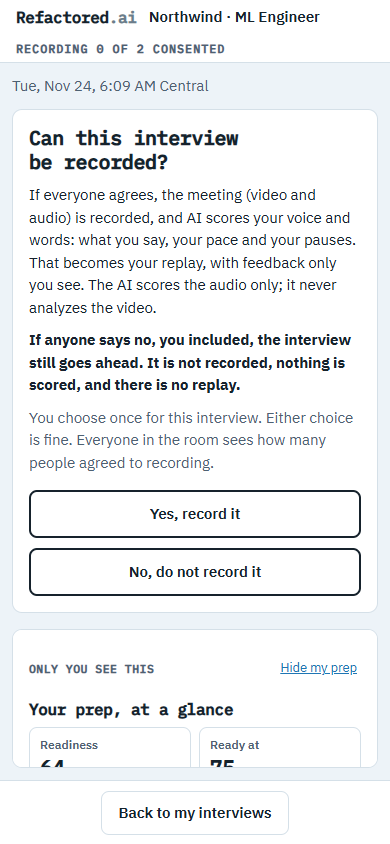 Refactored.ai Northwind · ML Engineer
RECORDING 0 OF 2 CONSENTED
Tue, Nov 24, 6:09 AM Central
Can this interview
be recorded?
If everyone agrees, the meeting (video and
audio) is recorded, and AI scores your voice and
words: what you say, your pace and your pauses.
That becomes your replay, with feedback only
you see. The AI scores the audio only; it never
analyzes the video.
If anyone says no, you included, the interview
still goes ahead. It is not recorded, nothing is
scored, and there is no replay.
You choose once for this interview. Either choice
is fine. Everyone in the room sees how many
people agreed to recording.
Yes, record it
No, do not record it
ONLY YOU SEE THIS Hide my prep
Your prep, at a glance
Readiness Ready at
64 75
Back to my interviews